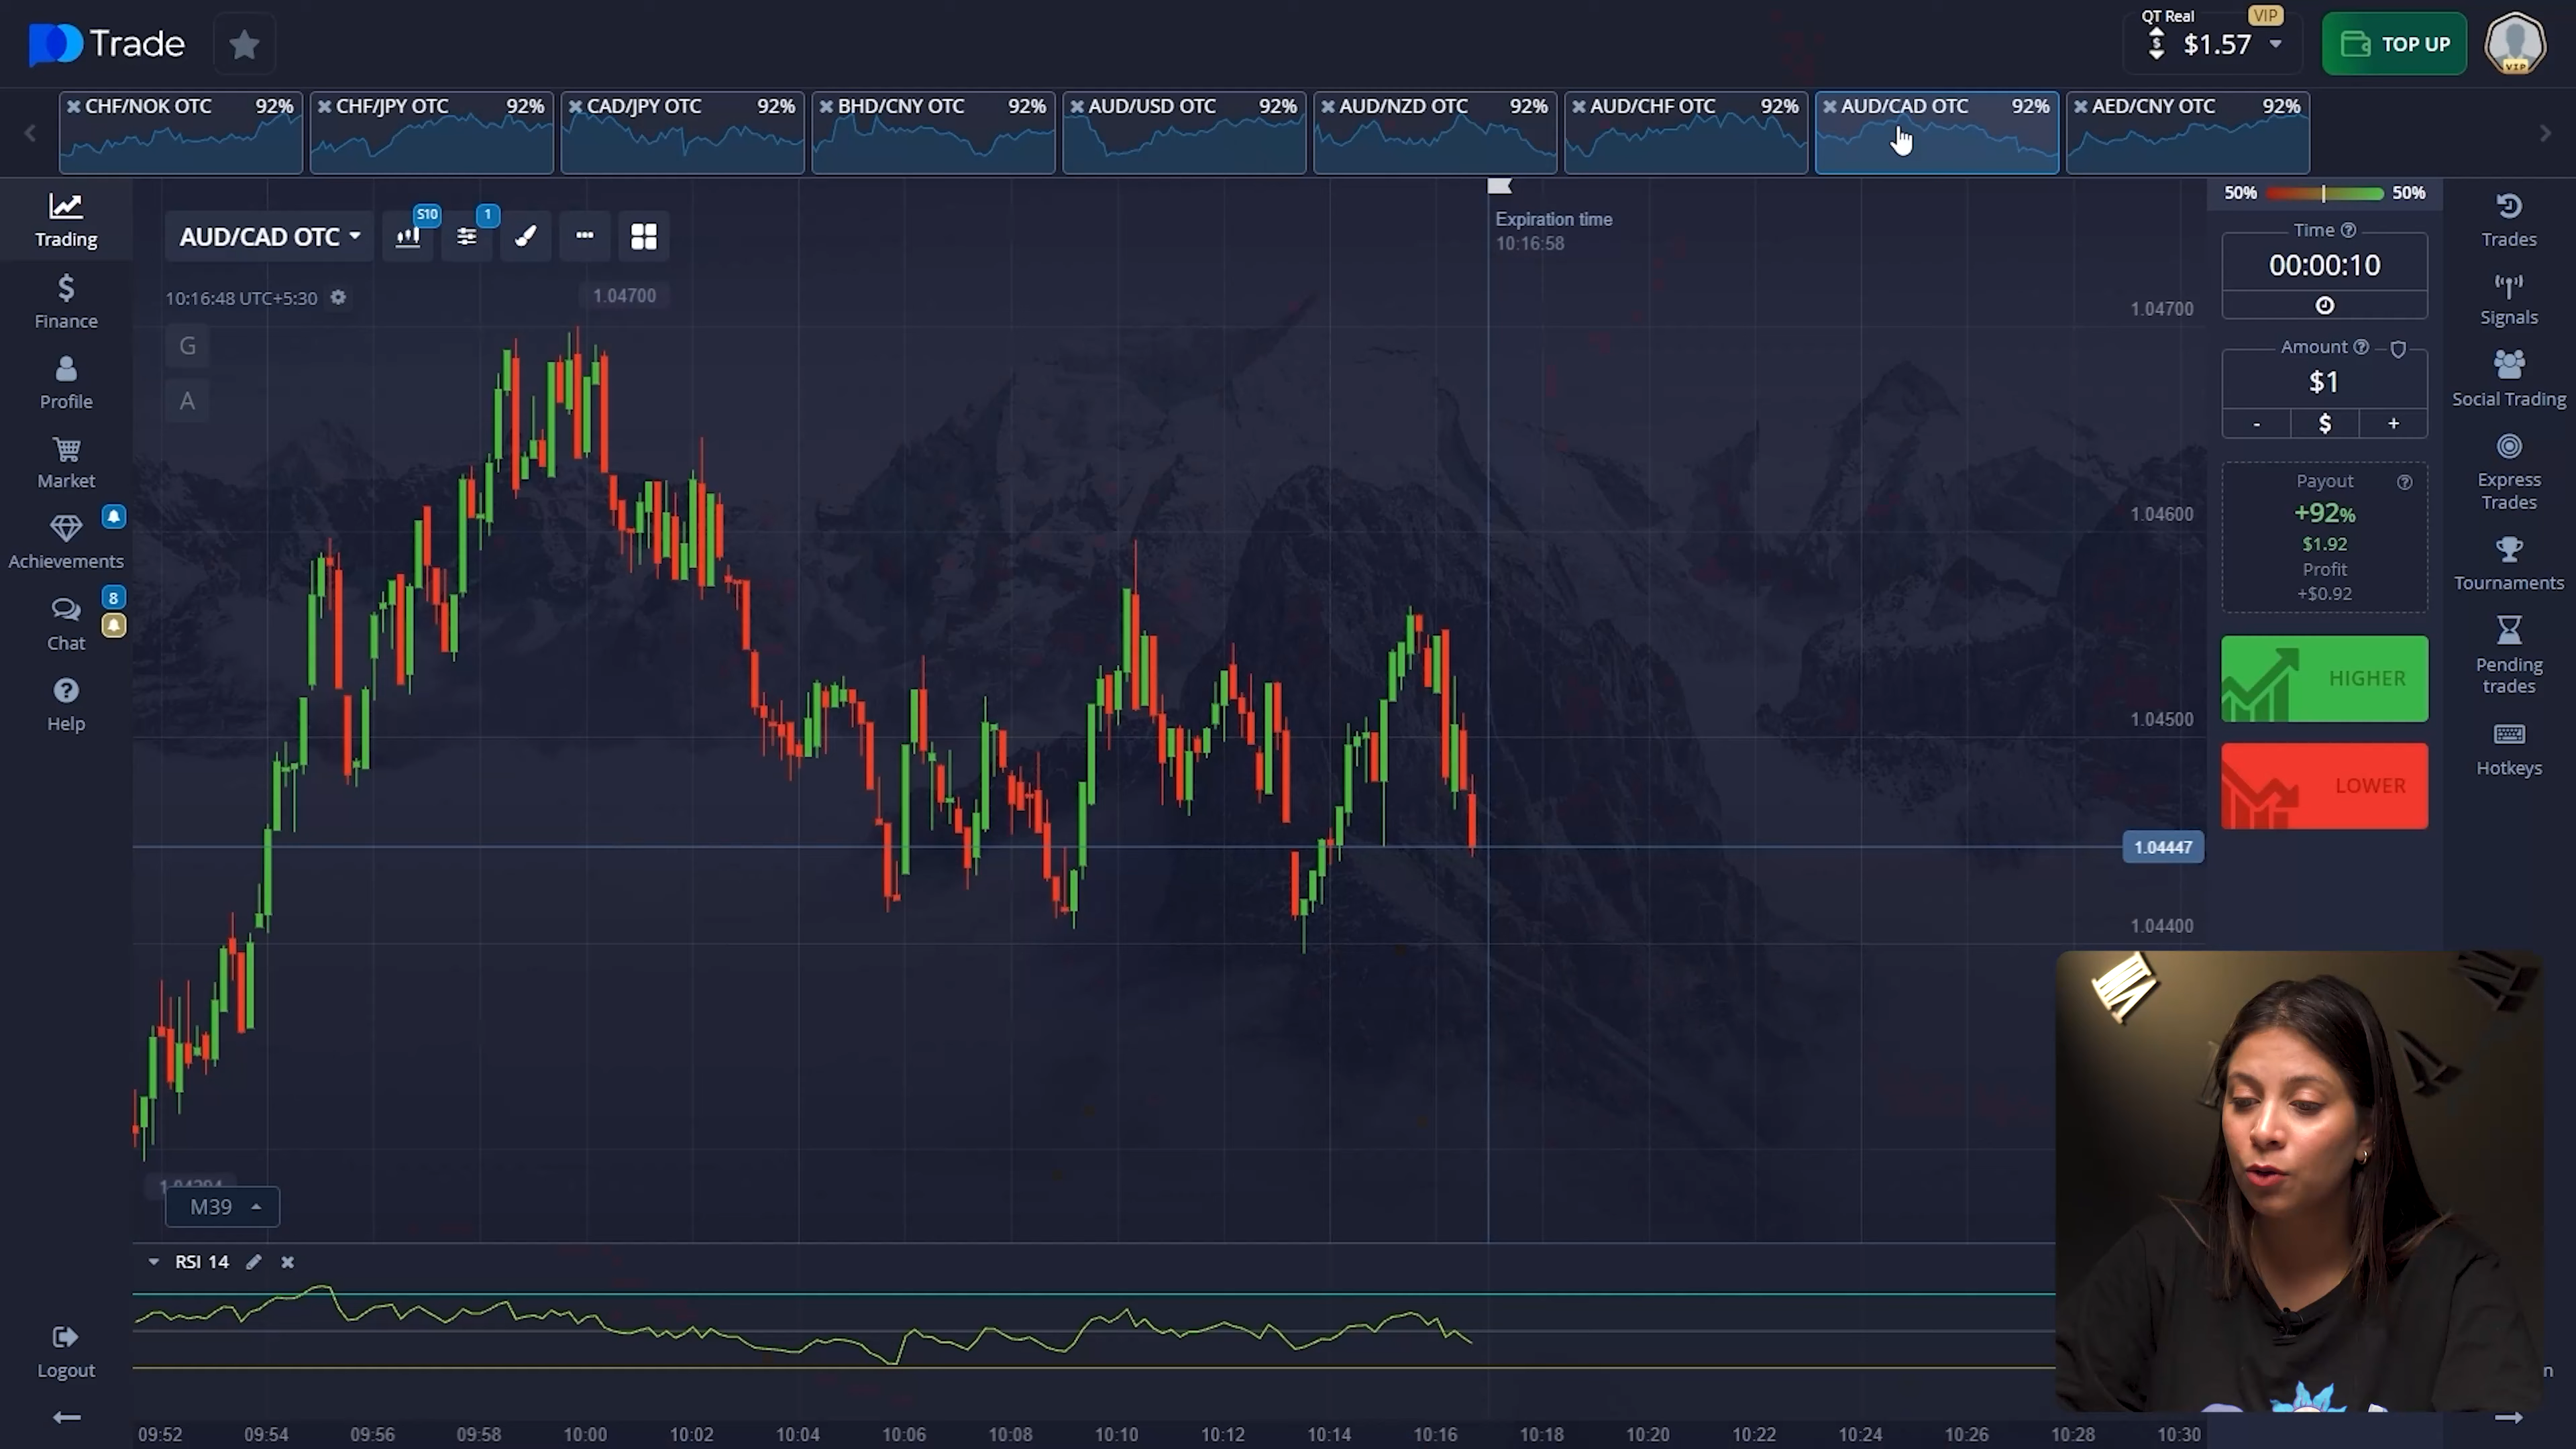 Trade
QT Real VIP
$1.57
TOP UP
VIP
CHF/NOK OTC 92%
CHF/JPY OTC 92%
CAD/JPY OTC 92%
BHD/CNY OTC 92%
AUD/USD OTC 92%
AUD/NZD OTC 92%
AUD/CHF OTC 92%
AUD/CAD OTC 92%
AED/CNY OTC 92%
Trading
Finance
Profile
Market
Achievements
8
Chat
Help
Logout
AUD/CAD OTC
S10
1
10:16:48 UTC+5:30
G
A
1.04700
Expiration time
10:16:58
1.04700
1.04600
1.04500
1.04447
1.04400
M39
RSI 14
09:52 09:54 09:56 09:58 10:00 10:02 10:04 10:06 10:08 10:10 10:12 10:14 10:16 10:18 10:20 10:22 10:24 10:26 10:28 10:30
50% 50%
Time
00:00:10
Amount
$1
- $ +
Payout
+92%
$1.92
Profit
+$0.92
HIGHER
LOWER
Trades
Signals
Social Trading
Express
Trades
Tournaments
Pending
trades
Hotkeys